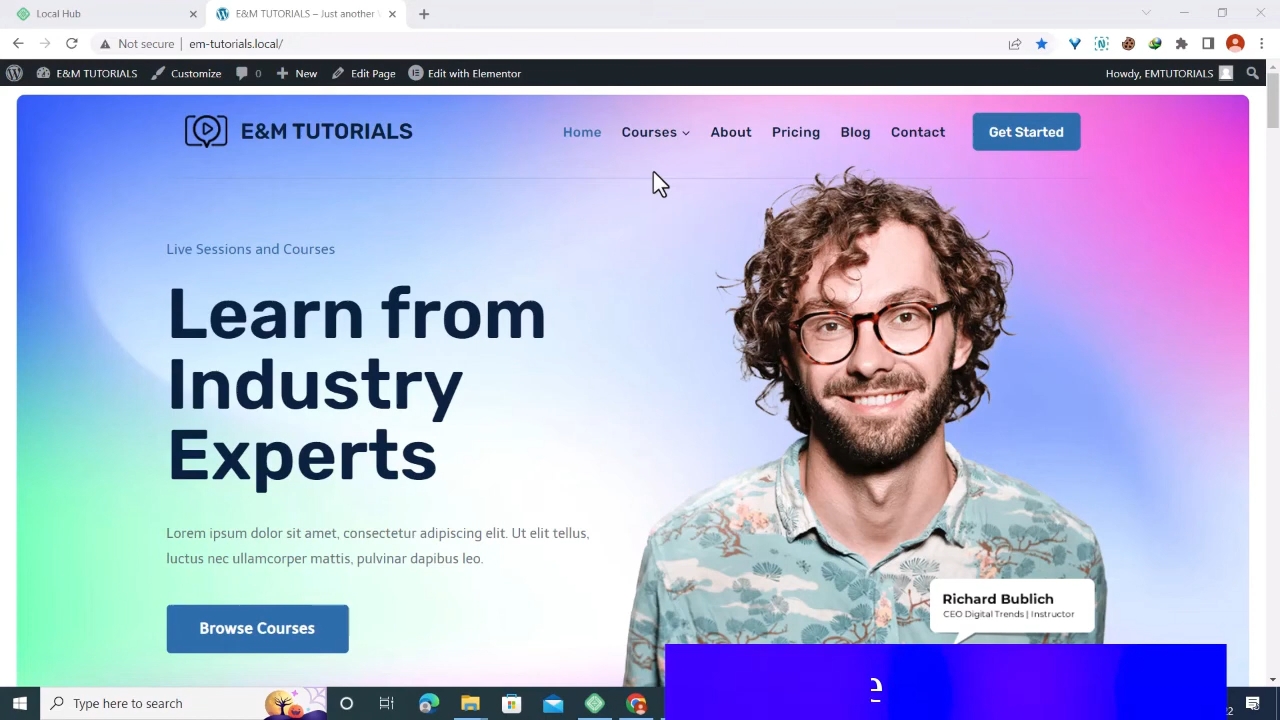 Local Hub
E&M TUTORIALS – Just another
Not secure
em-tutorials.local/
E&M TUTORIALS
Customize
0
New
Edit Page
Edit with Elementor
Howdy, EMTUTORIALS
E&M TUTORIALS
Home
Courses
About
Pricing
Blog
Contact
Get Started
Live Sessions and Courses
Learn from
Industry
Experts
Lorem ipsum dolor sit amet, consectetur adipiscing elit. Ut elit tellus,
luctus nec ullamcorper mattis, pulvinar dapibus leo.
Browse Courses
Richard Bublich
CEO Digital Trends | Instructor
Type here to search